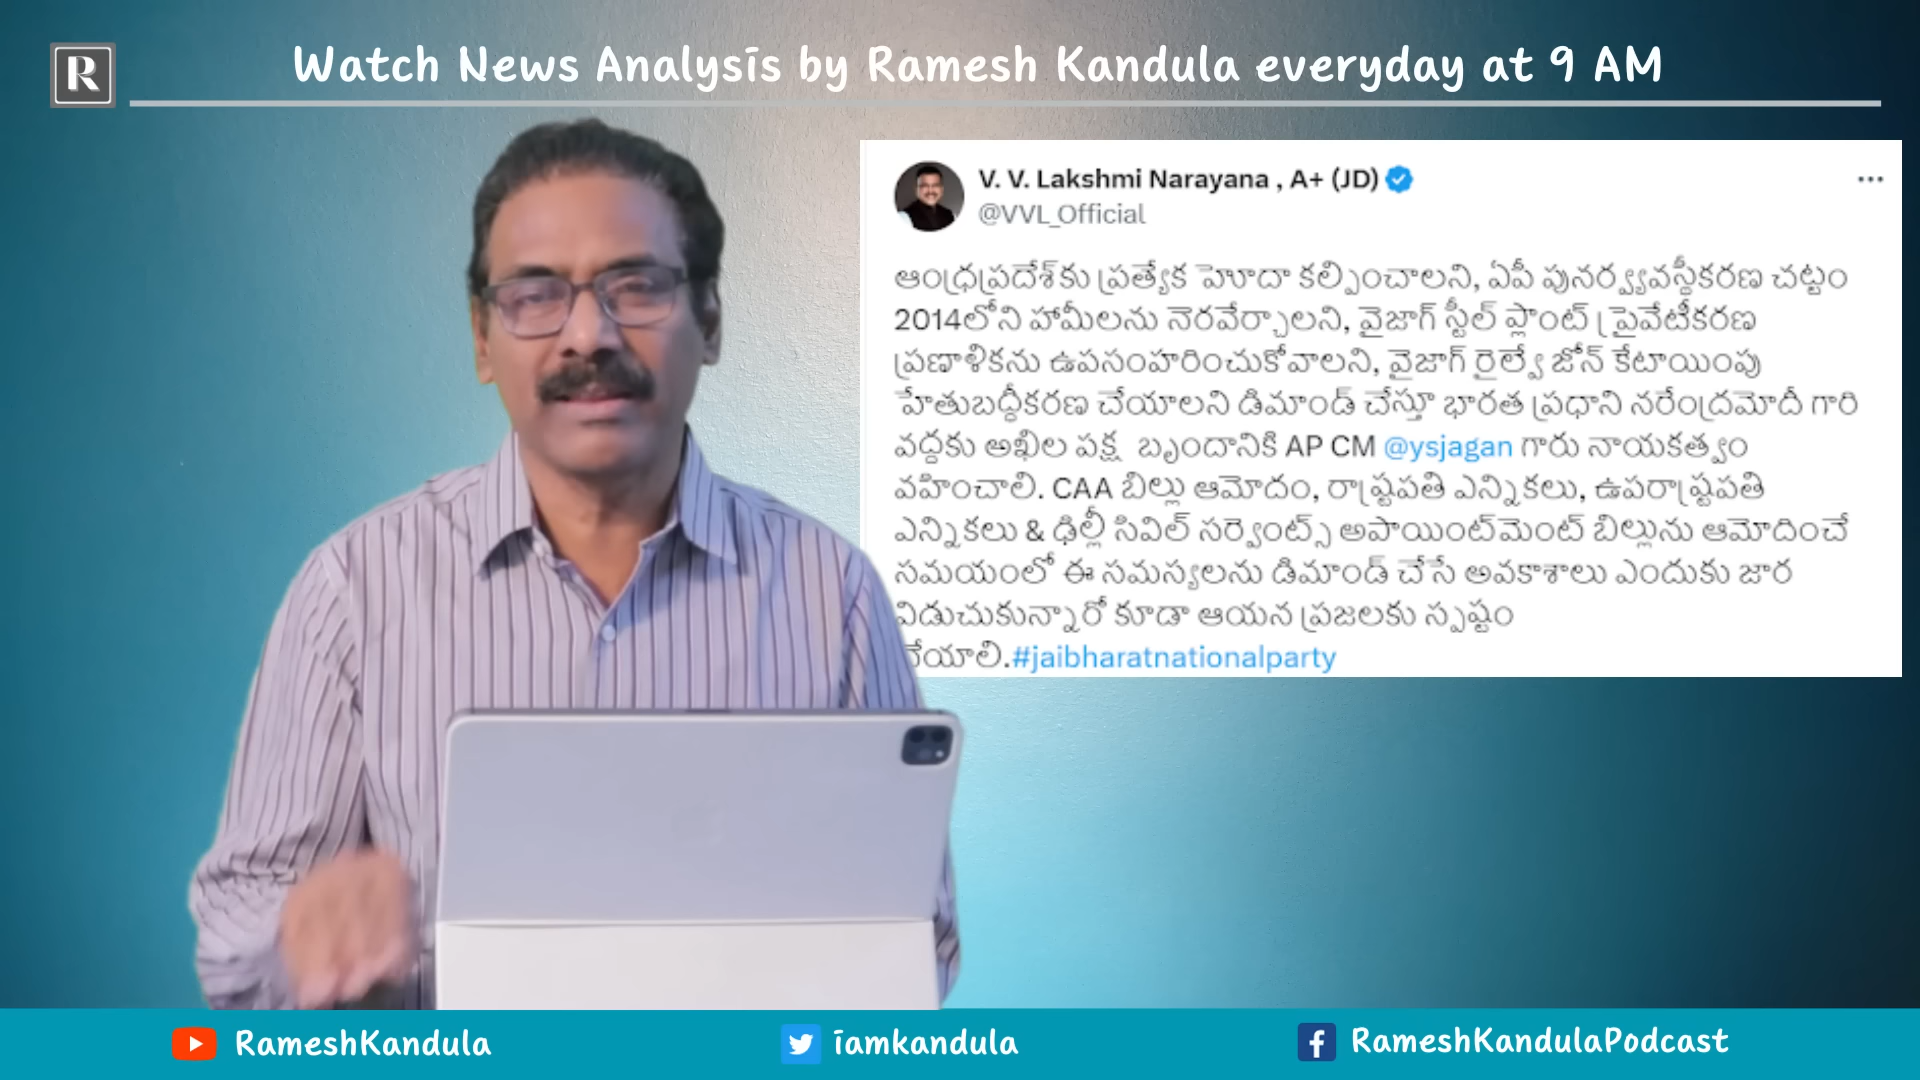 R
Watch News Analysis by Ramesh Kandula everyday at 9 AM
V. V. Lakshmi Narayana , A+ (JD)
@VVL_Official
ఆంధ్రప్రదేశ్‌కు ప్రత్యేక హెూదా కల్పించాలని, ఏపీ పునర్వ్యవస్థీకరణ చట్టం
2014లోని హామీలను నెరవేర్చాలని, వైజాగ్ స్టీల్ ప్లాంట్ ప్రైవేటీకరణ
ప్రణాళికను ఉపసంహరించుకోవాలని, వైజాగ్ రైల్వే జోన్ కేటాయింపు
హేతుబద్ధీకరణ చేయాలని డిమాండ్ చేస్తూ భారత ప్రధాని నరేంద్రమోదీ గారి
వద్దకు అఖిల పక్ష బృందానికి AP CM @ysjagan గారు నాయకత్వం
వహించాలి. CAA బిల్లు ఆమోదం, రాష్ట్రపతి ఎన్నికలు, ఉపరాష్ట్రపతి
ఎన్నికలు & ఢిల్లీ సివిల్ సర్వెంట్స్ అపాయింట్‌మెంట్ బిల్లును ఆమోదించే
సమయంలో ఈ సమస్యలను డిమాండ్ చేసే అవకాశాలు ఎందుకు జార
విడుచుకున్నారో కూడా ఆయన ప్రజలకు స్పష్టం
చేయాలి.#jaibharatnationalparty
RameshKandula
iamkandula
RameshKandulaPodcast